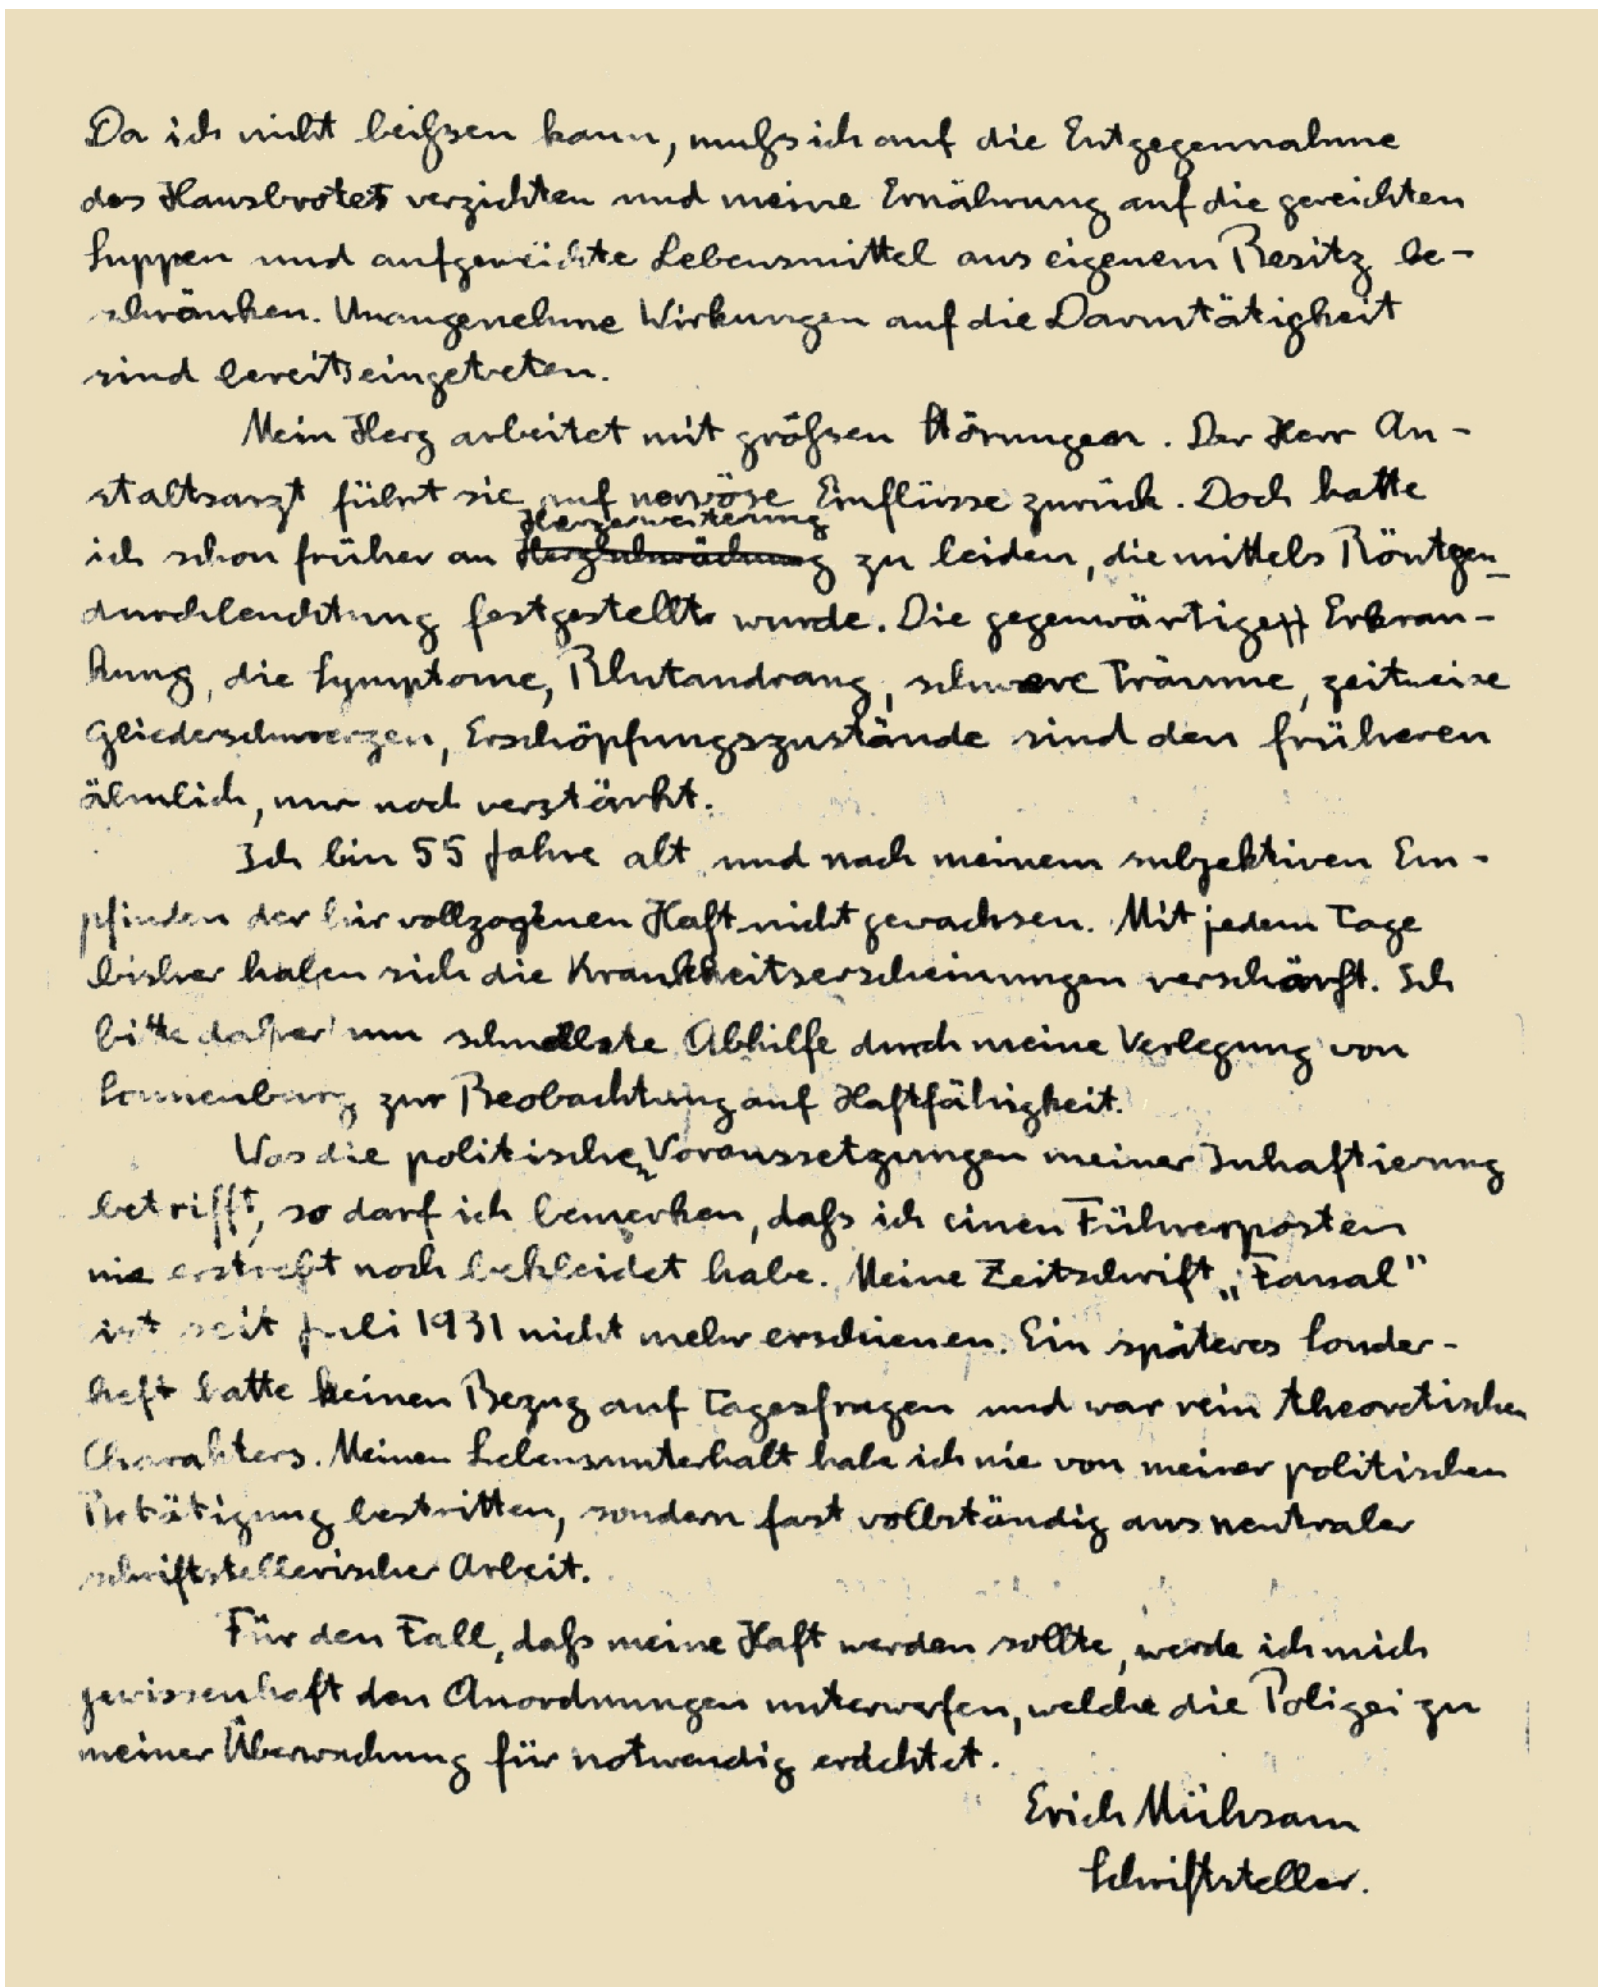 Da ich nicht beißen kann, muß ich auf die Entgegennahme
des Hausbrotes verzichten und meine Ernährung auf die gereichten
Suppen und aufgeweichte Lebensmittel aus eigenem Besitz be-
schränken. Unangenehme Wirkungen auf die Darmtätigkeit
sind bereits eingetreten.
Mein Herz arbeitet mit größen Störungen. Der Herr An-
staltsarzt führt sie auf nervöse Einflüsse zurück. Doch hatte
Herzerweiterung
ich schon früher an zu leiden, die mittels Röntgen-
durchleuchtung festgestellt wurde. Die gegenwärtige Erkran-
kung, die Symptome, Blutandrang, schwere Träume, zeitweise
Gliederschmerzen, Erschöpfungszustände sind den früheren
ähnlich, nur noch verstärkt.
Ich bin 55 Jahre alt und nach meinem subjektiven Em-
pfinden der hier vollzogenen Haft nicht gewachsen. Mit jedem Tage
bisher haben sich die Krankheitserscheinungen verschärft. Ich
bitte daher um schnellste Abhilfe durch meine Verlegung von
Sonnenburg zur Beobachtung auf Haftfähigkeit.
Was die politischen Voraussetzungen meiner Inhaftierung
betrifft, so darf ich bemerken, daß ich einen Führerposten
nie erstrebt noch bekleidet habe. Meine Zeitschrift „Fanal"
ist seit Juli 1931 nicht mehr erschienen. Ein späteres Sonder-
heft hatte keinen Bezug auf Tagesfragen und war rein theoretischen
Charakters. Meinen Lebensunterhalt habe ich nie von meiner politischen
Betätigung bestritten, sondern fast vollständig aus neutraler
schriftstellerischer Arbeit.
Für den Fall, daß meine Haft werden sollte, werde ich mich
gewissenhaft den Anordnungen unterwerfen, welche die Polizei zu
meiner Überwachung für notwendig erachtet.
Erich Mühsam
Schriftsteller.